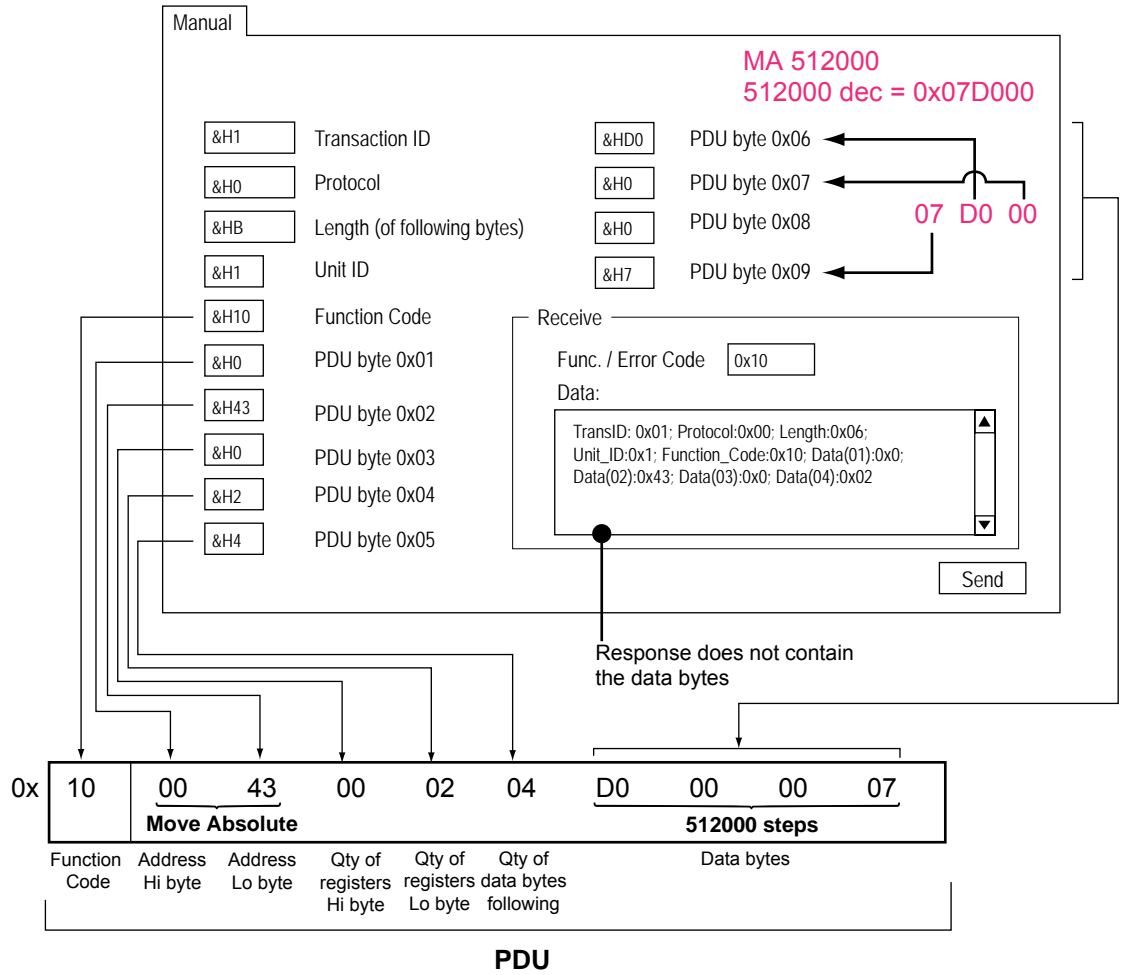 Manual
MA 512000
512000 dec = 0x07D000
&H1 Transaction ID
&H0 Protocol
&HB Length (of following bytes)
&H1 Unit ID
&H10 Function Code
&H0 PDU byte 0x01
&H43 PDU byte 0x02
&H0 PDU byte 0x03
&H2 PDU byte 0x04
&H4 PDU byte 0x05
&HD0 PDU byte 0x06
&H0 PDU byte 0x07
&H0 PDU byte 0x08
&H7 PDU byte 0x09
07 D0 00
Receive
Func. / Error Code 0x10
Data:
TransID: 0x01; Protocol:0x00; Length:0x06;
Unit_ID:0x1; Function_Code:0x10; Data(01):0x0;
Data(02):0x43; Data(03):0x0; Data(04):0x02
Send
Response does not contain
the data bytes
0x 10 00 43 00 02 04 D0 00 00 07
Move Absolute
512000 steps
Function
Code
Address
Hi byte
Address
Lo byte
Qty of
registers
Hi byte
Qty of
registers
Lo byte
Qty of
data bytes
following
Data bytes
PDU